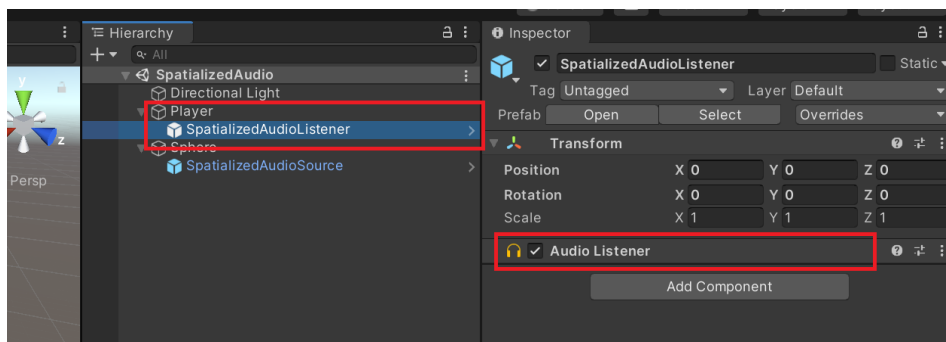 y
z
Persp
Hierarchy
All
SpatializedAudio
Directional Light
Player
SpatializedAudioListener
Sphere
SpatializedAudioSource
Inspector
SpatializedAudioListener Static
Tag Untagged Layer Default
Prefab Open Select Overrides
Transform
Position X 0 Y 0 Z 0
Rotation X 0 Y 0 Z 0
Scale X 1 Y 1 Z 1
Audio Listener
Add Component